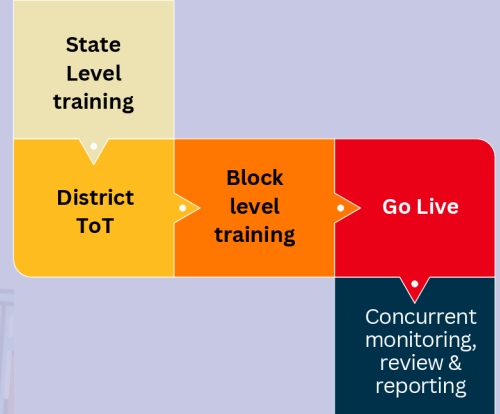 State
Level
training
District
ToT
Block
level
training
Go Live
Concurrent
monitoring,
review &
reporting